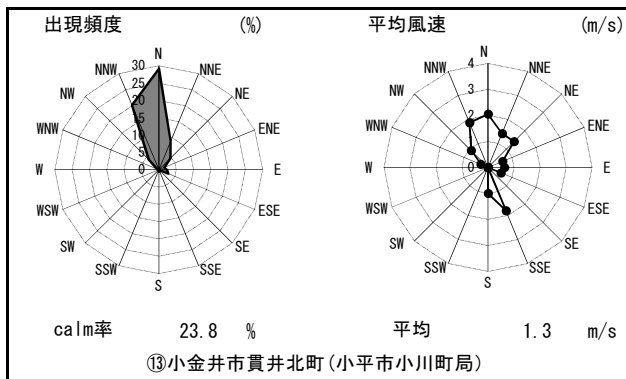 出現頻度 (%)
N
NNE
NE
ENE
E
ESE
SE
SSE
S
SSW
SW
WSW
W
WNW
NW
NNW
30
25
20
15
10
5
0
calm率 23.8 %
平均風速 (m/s)
N
NNE
NE
ENE
E
ESE
SE
SSE
S
SSW
SW
WSW
W
WNW
NW
NNW
4
3
2
1
0
平均 1.3 m/s
⑬小金井市貫井北町(小平市小川町局)